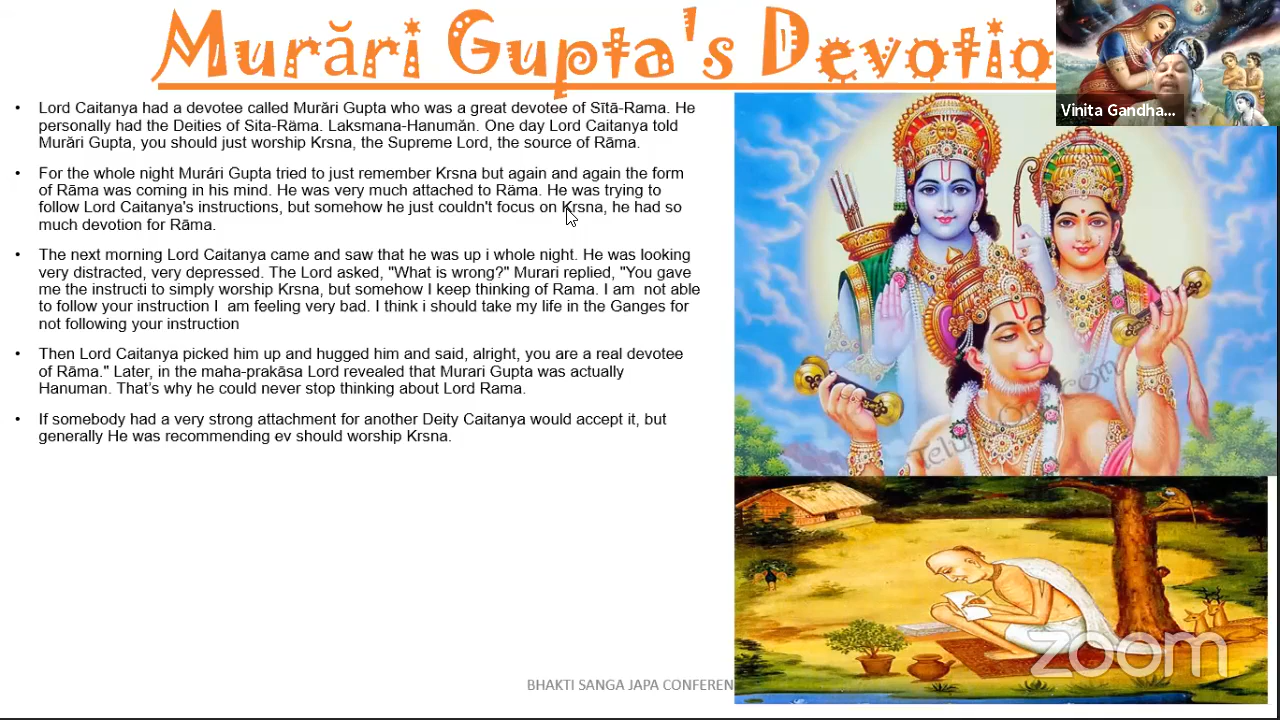 Murări Gupta's Devotio
Vinita Gandha...
• Lord Caitanya had a devotee called Murări Gupta who was a great devotee of Sītā-Rama. He
personally had the Deities of Sīta-Räma. Laksmana-Hanumăn. One day Lord Caitanya told
Murări Gupta, you should just worship Krsna, the Supreme Lord, the source of Rāma.
• For the whole night Murári Gupta tried to just remember Krsna but again and again the form
of Rāma was coming in his mind. He was very much attached to Rāma. He was trying to
follow Lord Caitanya's instructions, but somehow he just couldn't focus on Krsna, he had so
much devotion for Rāma.
• The next morning Lord Caitanya came and saw that he was up i whole night. He was looking
very distracted, very depressed. The Lord asked, "What is wrong?" Murari replied, "You gave
me the instructi to simply worship Krsna, but somehow I keep thinking of Rama. I am not able
to follow your instruction I am feeling very bad. I think i should take my life in the Ganges for
not following your instruction
• Then Lord Caitanya picked him up and hugged him and said, alright, you are a real devotee
of Rāma." Later, in the maha-prakāsa Lord revealed that Murari Gupta was actually
Hanuman. That's why he could never stop thinking about Lord Rama.
• If somebody had a very strong attachment for another Deity Caitanya would accept it, but
generally He was recommending ev should worship Krsna.
BHAKTI SANGA JAPA CONFEREN
zoom